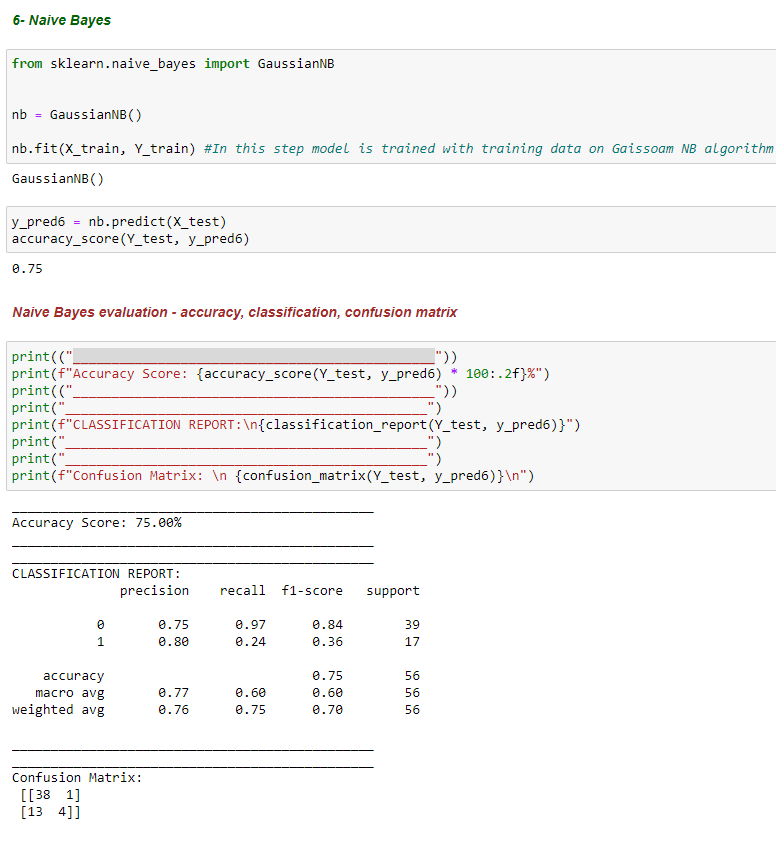 6- Naive Bayes
from sklearn.naive_bayes import GaussianNB
nb = GaussianNB()
nb.fit(X_train, Y_train) #In this step model is trained with training data on Gaissoam NB algorithm
GaussianNB()
y_pred6 = nb.predict(X_test)
accuracy_score(Y_test, y_pred6)
0.75
Naive Bayes evaluation - accuracy, classification, confusion matrix
print(("_______________________________________________"))
print(f"Accuracy Score: {accuracy_score(Y_test, y_pred6) * 100:.2f}%")
print(("_______________________________________________"))
print("_______________________________________________")
print(f"CLASSIFICATION REPORT:\n{classification_report(Y_test, y_pred6)}")
print("_______________________________________________")
print("_______________________________________________")
print(f"Confusion Matrix: \n {confusion_matrix(Y_test, y_pred6)}\n")
_______________________________________________
Accuracy Score: 75.00%
_______________________________________________
_______________________________________________
CLASSIFICATION REPORT:
              precision    recall  f1-score   support
           0       0.75      0.97      0.84        39
           1       0.80      0.24      0.36        17
    accuracy                           0.75        56
   macro avg       0.77      0.60      0.60        56
weighted avg       0.76      0.75      0.70        56
_______________________________________________
_______________________________________________
Confusion Matrix:
 [[38  1]
 [13  4]]